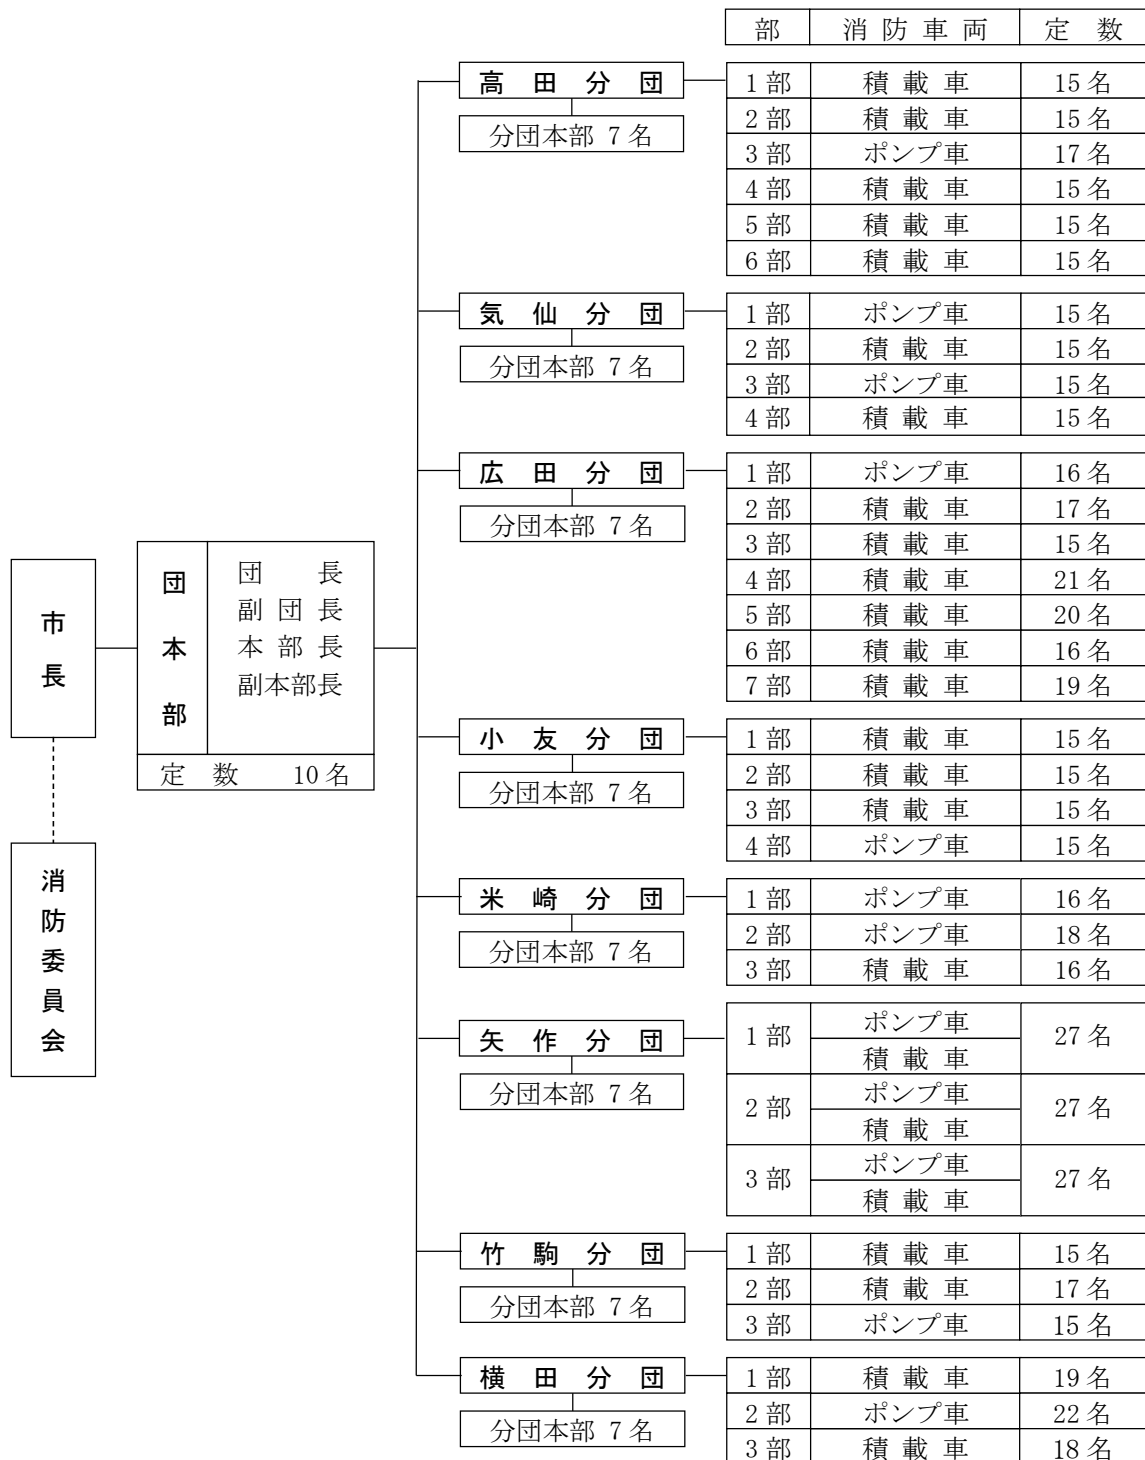 部 消防車両 定 数
高田分団
分団本部 7名
1部 積載車 15名
2部 積載車 15名
3部 ポンプ車 17名
4部 積載車 15名
5部 積載車 15名
6部 積載車 15名
気仙分団
分団本部 7名
1部 ポンプ車 15名
2部 積載車 15名
3部 ポンプ車 15名
4部 積載車 15名
広田分団
分団本部 7名
1部 ポンプ車 16名
2部 積載車 17名
3部 積載車 15名
4部 積載車 21名
5部 積載車 20名
6部 積載車 16名
7部 積載車 19名
市長
団本部
団 長
副団長
本部長
副本部長
定 数 10名
消防委員会
小友分団
分団本部 7名
1部 積載車 15名
2部 積載車 15名
3部 積載車 15名
4部 ポンプ車 15名
米崎分団
分団本部 7名
1部 ポンプ車 16名
2部 ポンプ車 18名
3部 積載車 16名
矢作分団
分団本部 7名
1部 ポンプ車 27名
積載車
2部 ポンプ車 27名
積載車
3部 ポンプ車 27名
積載車
竹駒分団
分団本部 7名
1部 積載車 15名
2部 積載車 17名
3部 ポンプ車 15名
横田分団
分団本部 7名
1部 積載車 19名
2部 ポンプ車 22名
3部 積載車 18名